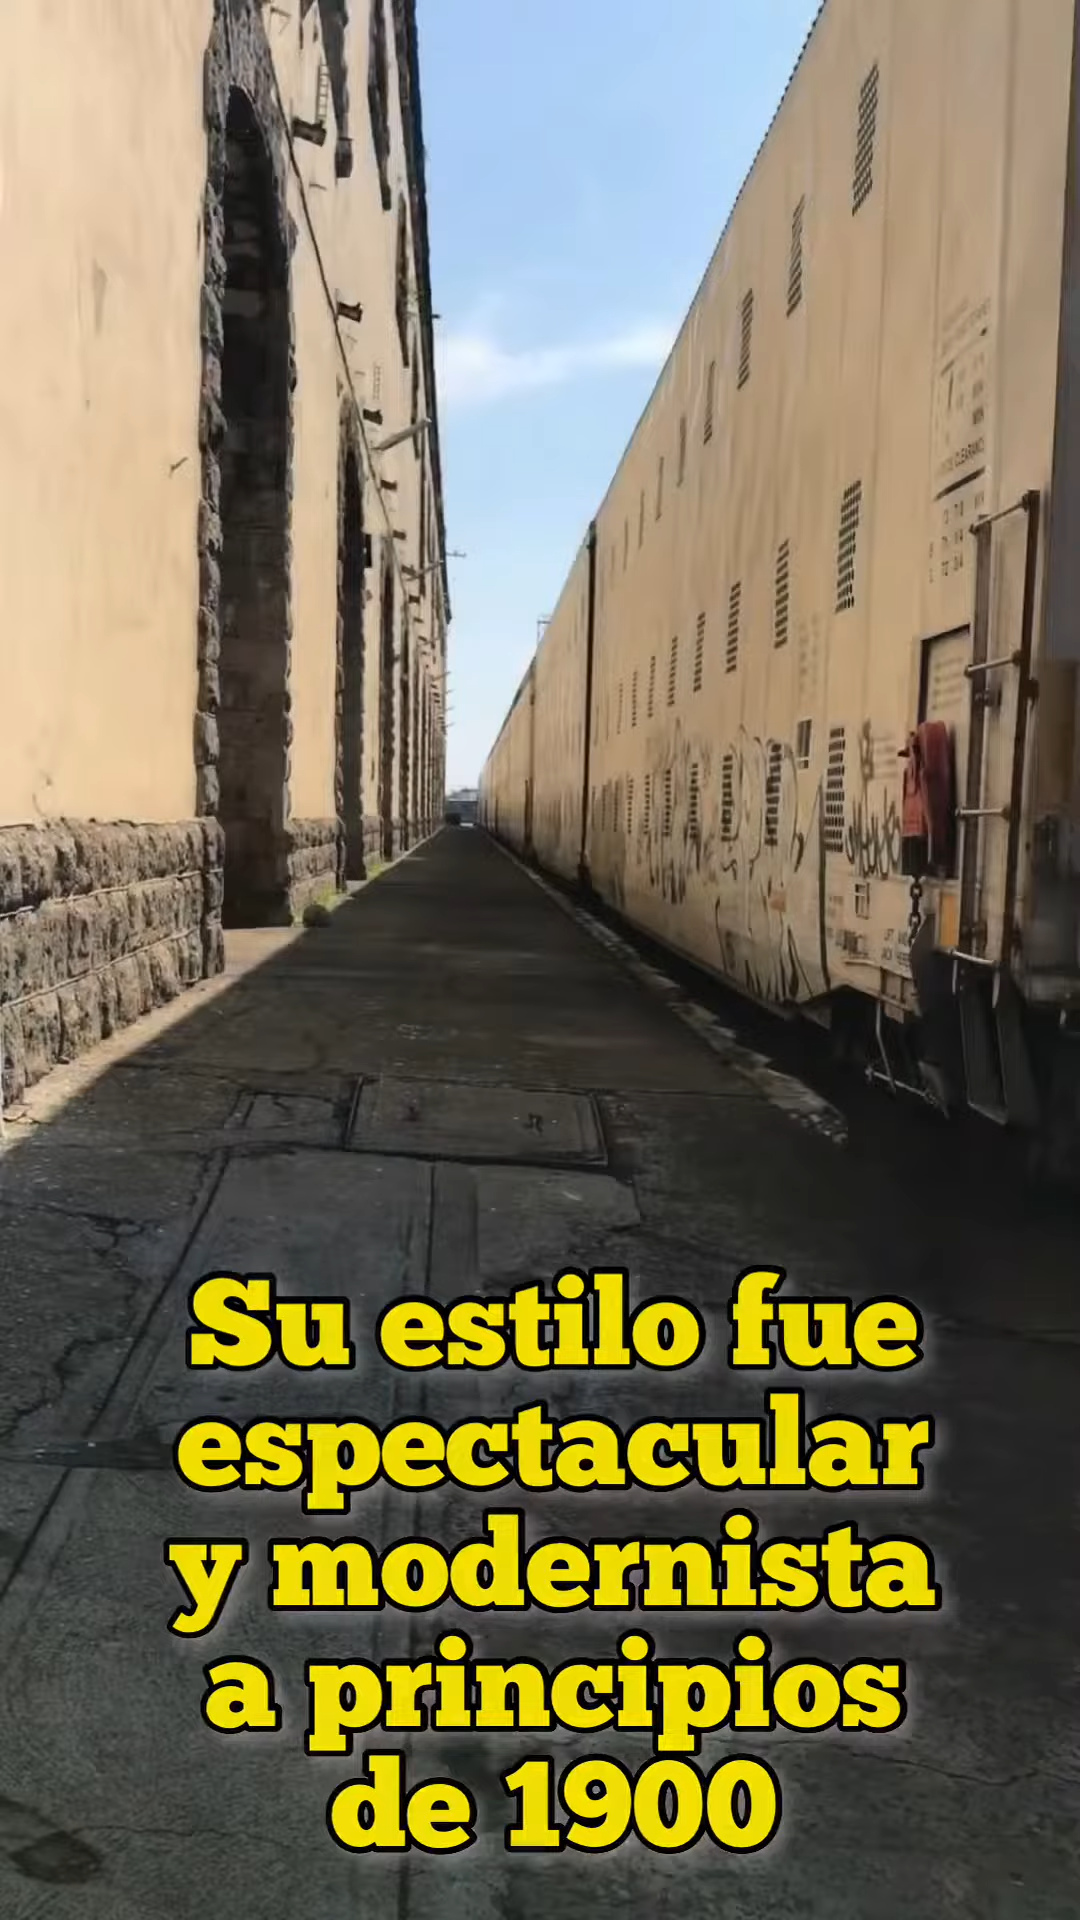 Su estilo fue
espectacular
y modernista
a principios
de 1900